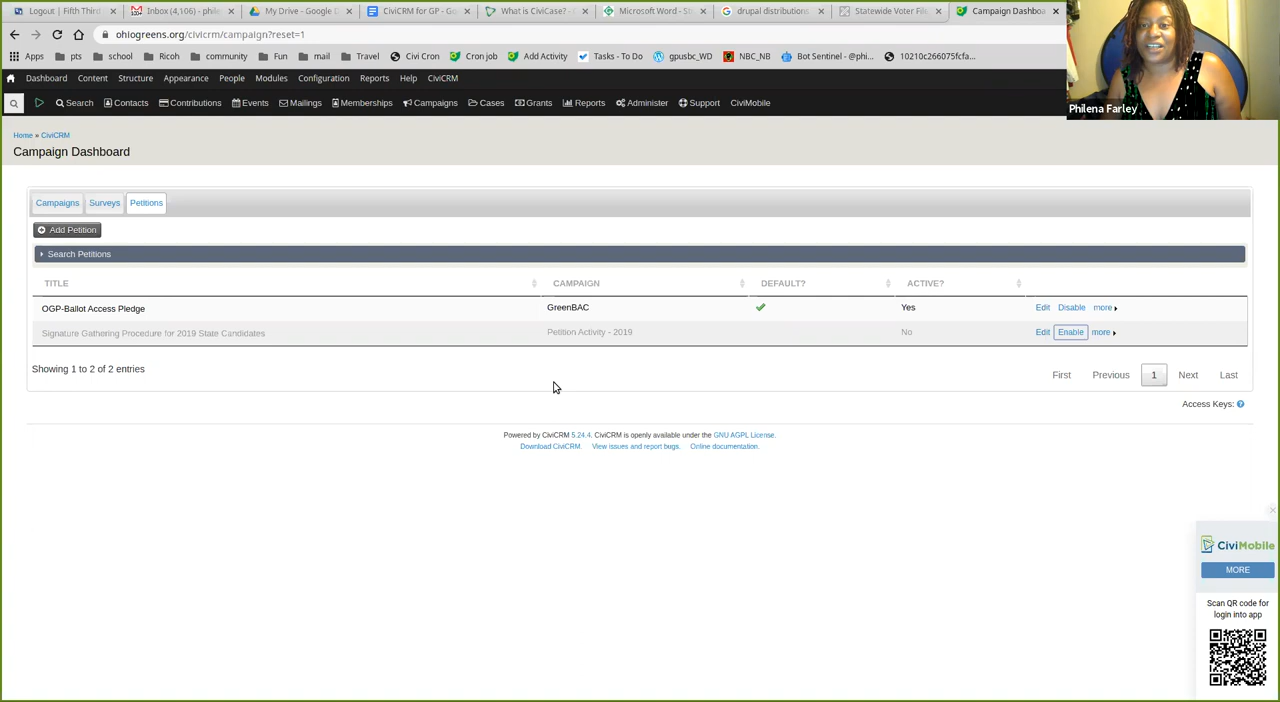 Logout | Fifth Third
Inbox (4,106) - phile
My Drive - Google D
CiviCRM for GP - Go
What is CiviCase? -
Microsoft Word - St
drupal distributions
Statewide Voter File
Campaign Dashboa
ohiogreens.org/civicrm/campaign?reset=1
Apps pts school Ricoh community Fun mail Travel Civi Cron Cron job Add Activity Tasks - To Do gpusbc_WD NBC_NB Bot Sentinel - @phi... 10210c266075fcfa...
Dashboard Content Structure Appearance People Modules Configuration Reports Help CiviCRM
Search Contacts Contributions Events Mailings Memberships Campaigns Cases Grants Reports Administer Support CiviMobile
Philena Farley
Home » CiviCRM
Campaign Dashboard
Campaigns Surveys Petitions
Add Petition
Search Petitions
TITLE CAMPAIGN DEFAULT? ACTIVE?
OGP-Ballot Access Pledge GreenBAC Yes Edit Disable more
Signature Gathering Procedure for 2019 State Candidates Petition Activity - 2019 No Edit Enable more
Showing 1 to 2 of 2 entries
First Previous 1 Next Last
Access Keys: ?
Powered by CiviCRM 5.24.4. CiviCRM is openly available under the GNU AGPL License.
Download CiviCRM. View issues and report bugs. Online documentation.
CiviMobile
MORE
Scan QR code for
login into app